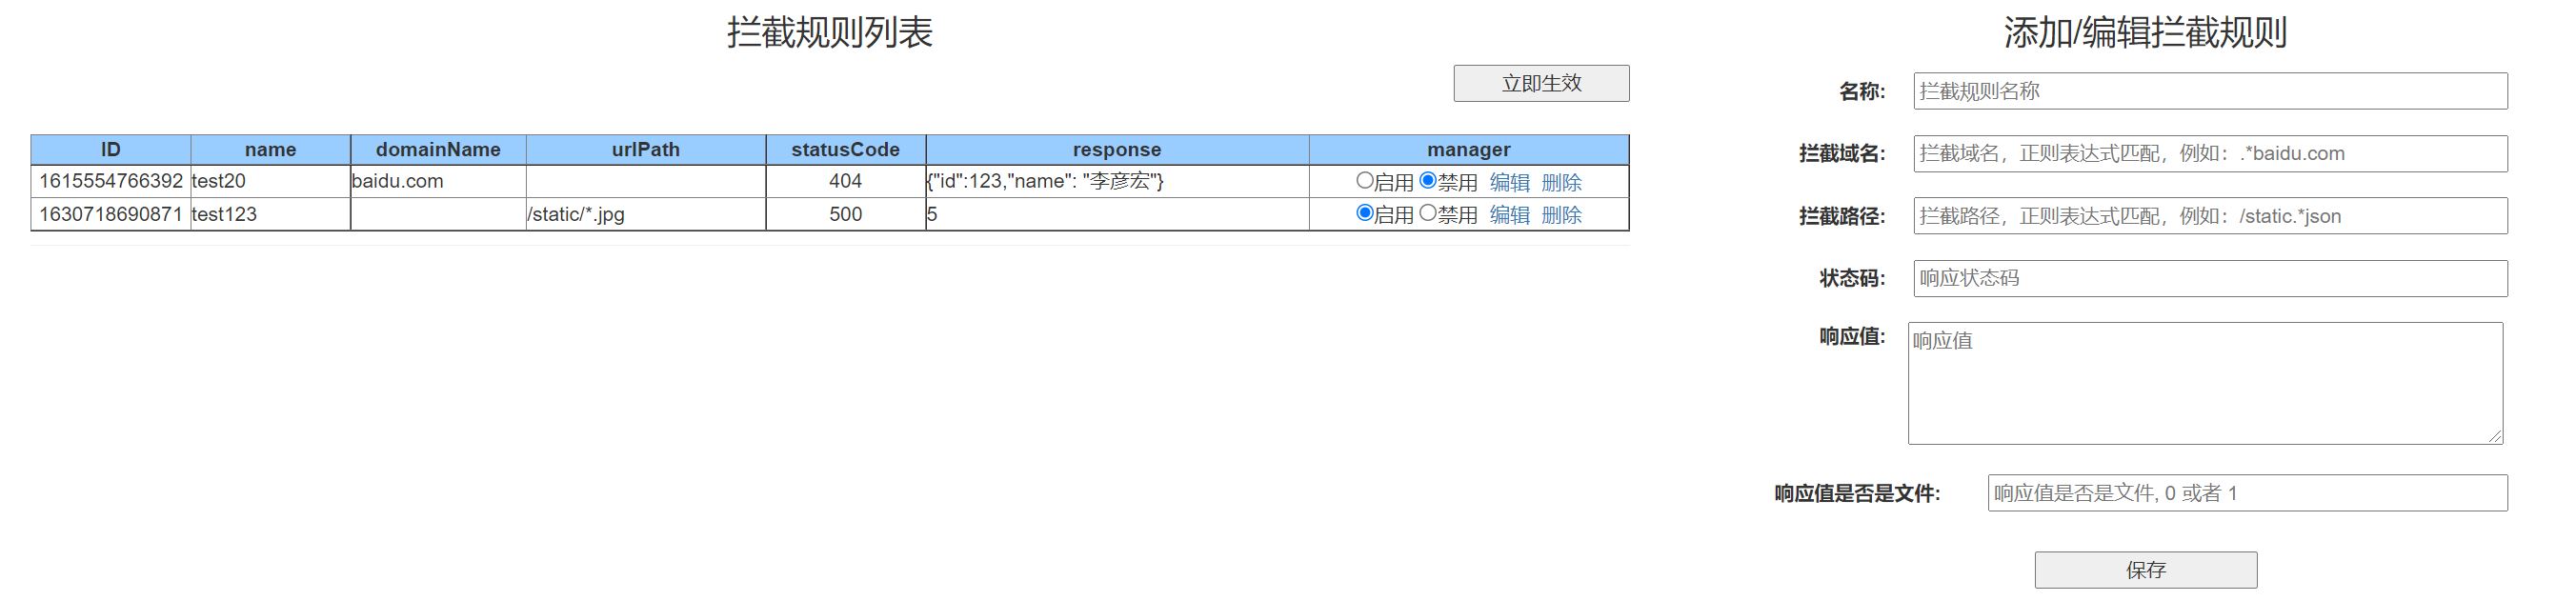 拦截规则列表
立即生效
ID name domainName urlPath statusCode response manager
1615554766392 test20 baidu.com 404 {"id":123,"name": "李彦宏"} 启用 禁用 编辑 删除
1630718690871 test123 /static/*.jpg 500 5 启用 禁用 编辑 删除
添加/编辑拦截规则
名称: 拦截规则名称
拦截域名: 拦截域名，正则表达式匹配，例如：.*baidu.com
拦截路径: 拦截路径，正则表达式匹配，例如：/static.*json
状态码: 响应状态码
响应值: 响应值
响应值是否是文件: 响应值是否是文件, 0 或者 1
保存